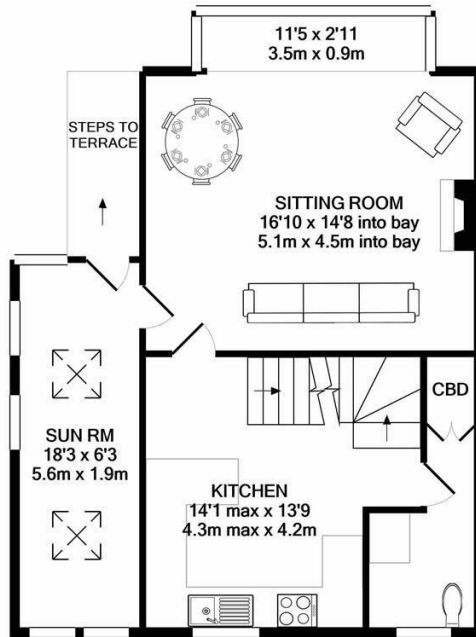 11'5 x 2'11
3.5m x 0.9m
STEPS TO
TERRACE
SITTING ROOM
16'10 x 14'8 into bay
5.1m x 4.5m into bay
CBD
SUN RM
18'3 x 6'3
5.6m x 1.9m
KITCHEN
14'1 max x 13'9
4.3m max x 4.2m